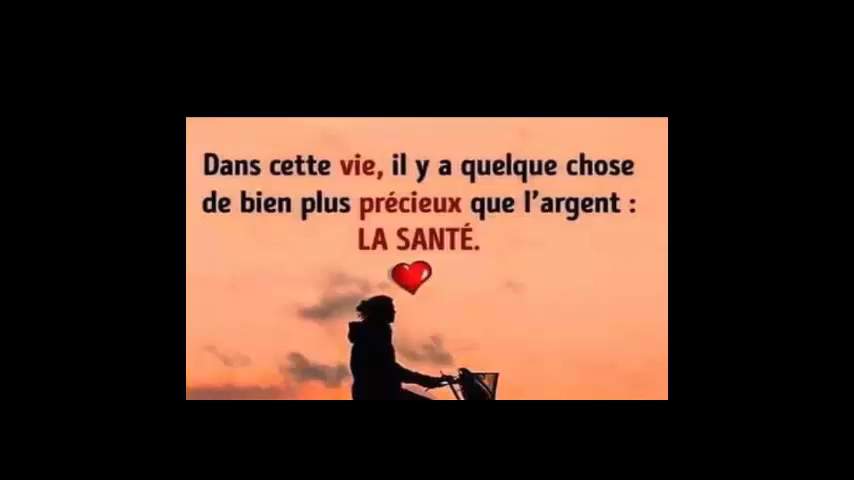 Dans cette vie, il y a quelque chose
de bien plus précieux que l’argent :
LA SANTÉ.